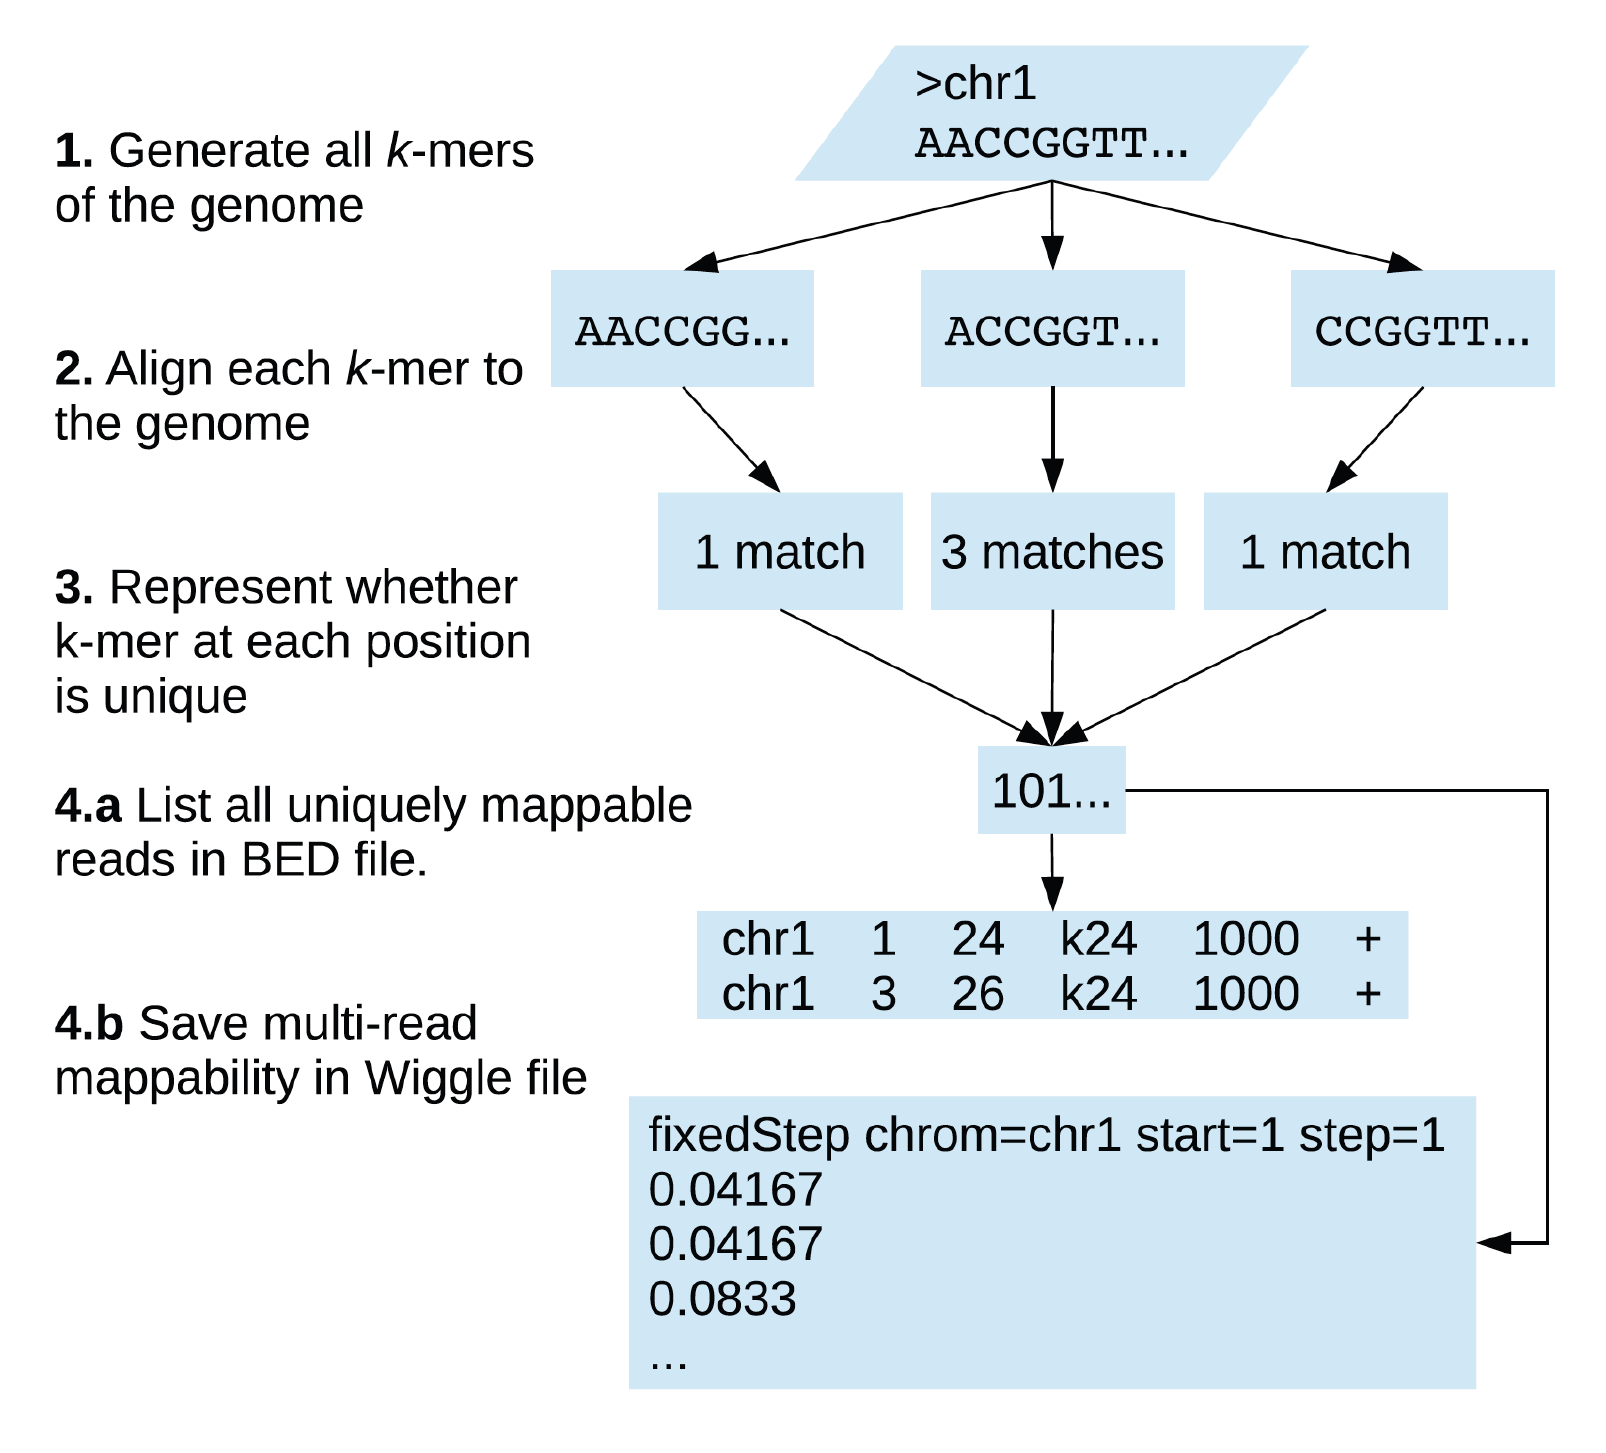 >chr1
AACCGGTT...
1. Generate all k-mers
of the genome
AACCGG...
ACCGGT...
CCGGTT...
2. Align each k-mer to
the genome
1 match
3 matches
1 match
3. Represent whether
k-mer at each position
is unique
101...
4.a List all uniquely mappable
reads in BED file.
chr1 1 24 k24 1000 +
chr1 3 26 k24 1000 +
4.b Save multi-read
mappability in Wiggle file
fixedStep chrom=chr1 start=1 step=1
0.04167
0.04167
0.0833
...